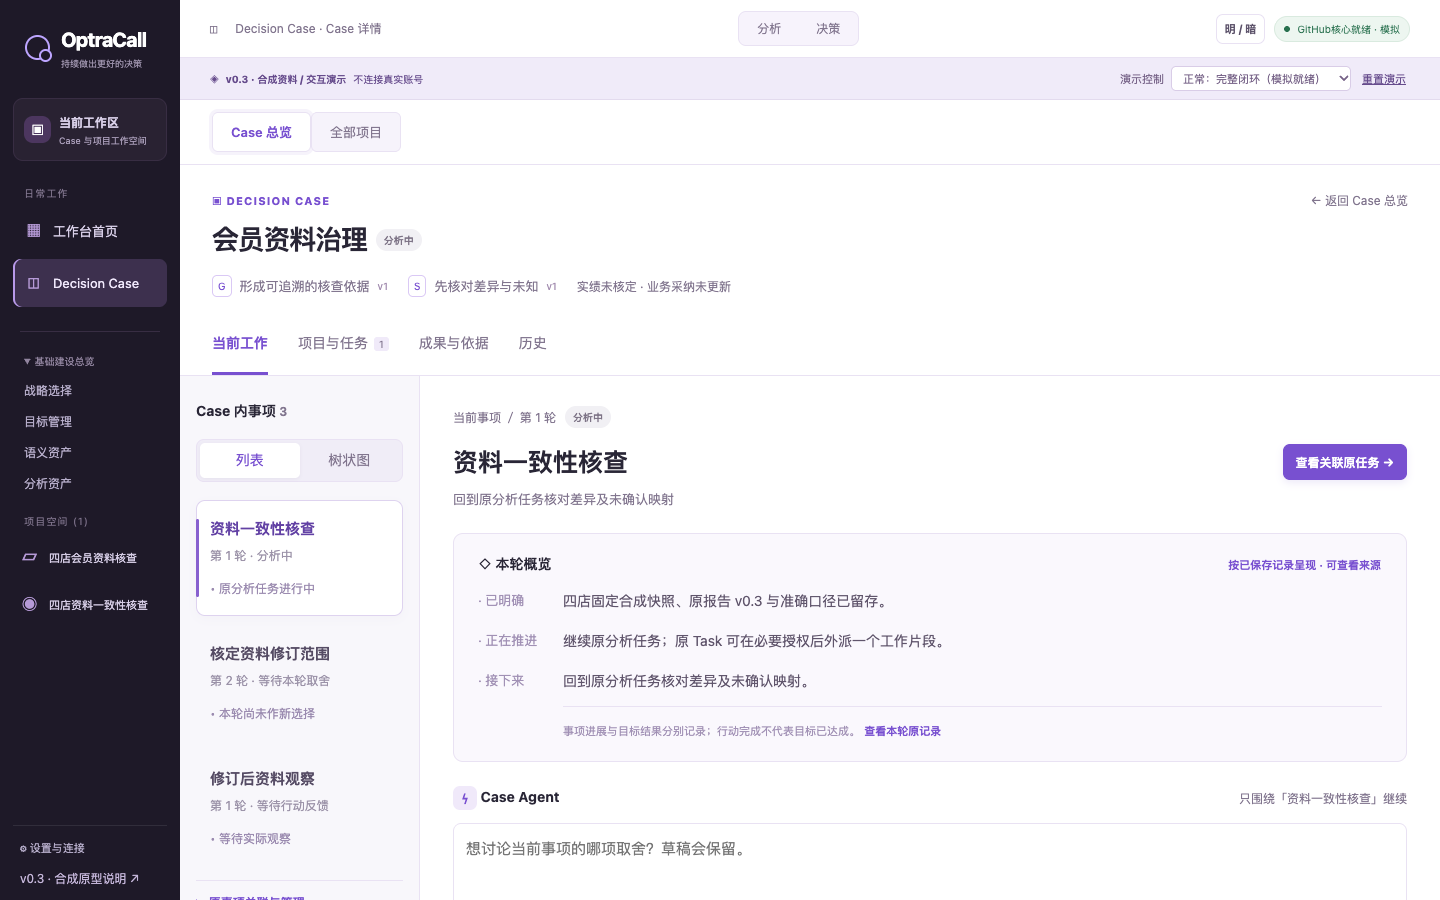 OptraCall
持续做出更好的决策
当前工作区
Case 与项目工作空间
日常工作
工作台首页
Decision Case
▼ 基础建设总览
战略选择
目标管理
语义资产
分析资产
项目空间 (1)
四店会员资料核查
四店资料一致性核查
设置与连接
v0.3 · 合成原型说明 ↗
Decision Case · Case 详情
分析
决策
明 / 暗
GitHub核心就绪 · 模拟
v0.3 · 合成资料 / 交互演示 不连接真实账号
演示控制
正常：完整闭环（模拟就绪）
重置演示
Case 总览
全部项目
DECISION CASE
← 返回 Case 总览
会员资料治理 分析中
G 形成可追溯的核查依据 v1 S 先核对差异与未知 v1 实绩未核定 · 业务采纳未更新
当前工作
项目与任务 1
成果与依据
历史
Case 内事项 3
列表
树状图
资料一致性核查
第 1 轮 · 分析中
• 原分析任务进行中
核定资料修订范围
第 2 轮 · 等待本轮取舍
• 本轮尚未作新选择
修订后资料观察
第 1 轮 · 等待行动反馈
• 等待实际观察
当前事项 / 第 1 轮 分析中
资料一致性核查
查看关联原任务 →
回到原分析任务核对差异及未确认映射
◇ 本轮概览
按已保存记录呈现 · 可查看来源
· 已明确 四店固定合成快照、原报告 v0.3 与准确口径已留存。
· 正在推进 继续原分析任务；原 Task 可在必要授权后外派一个工作片段。
· 接下来 回到原分析任务核对差异及未确认映射。
事项进展与目标结果分别记录；行动完成不代表目标已达成。 查看本轮原记录
Case Agent
只围绕「资料一致性核查」继续
想讨论当前事项的哪项取舍？草稿会保留。